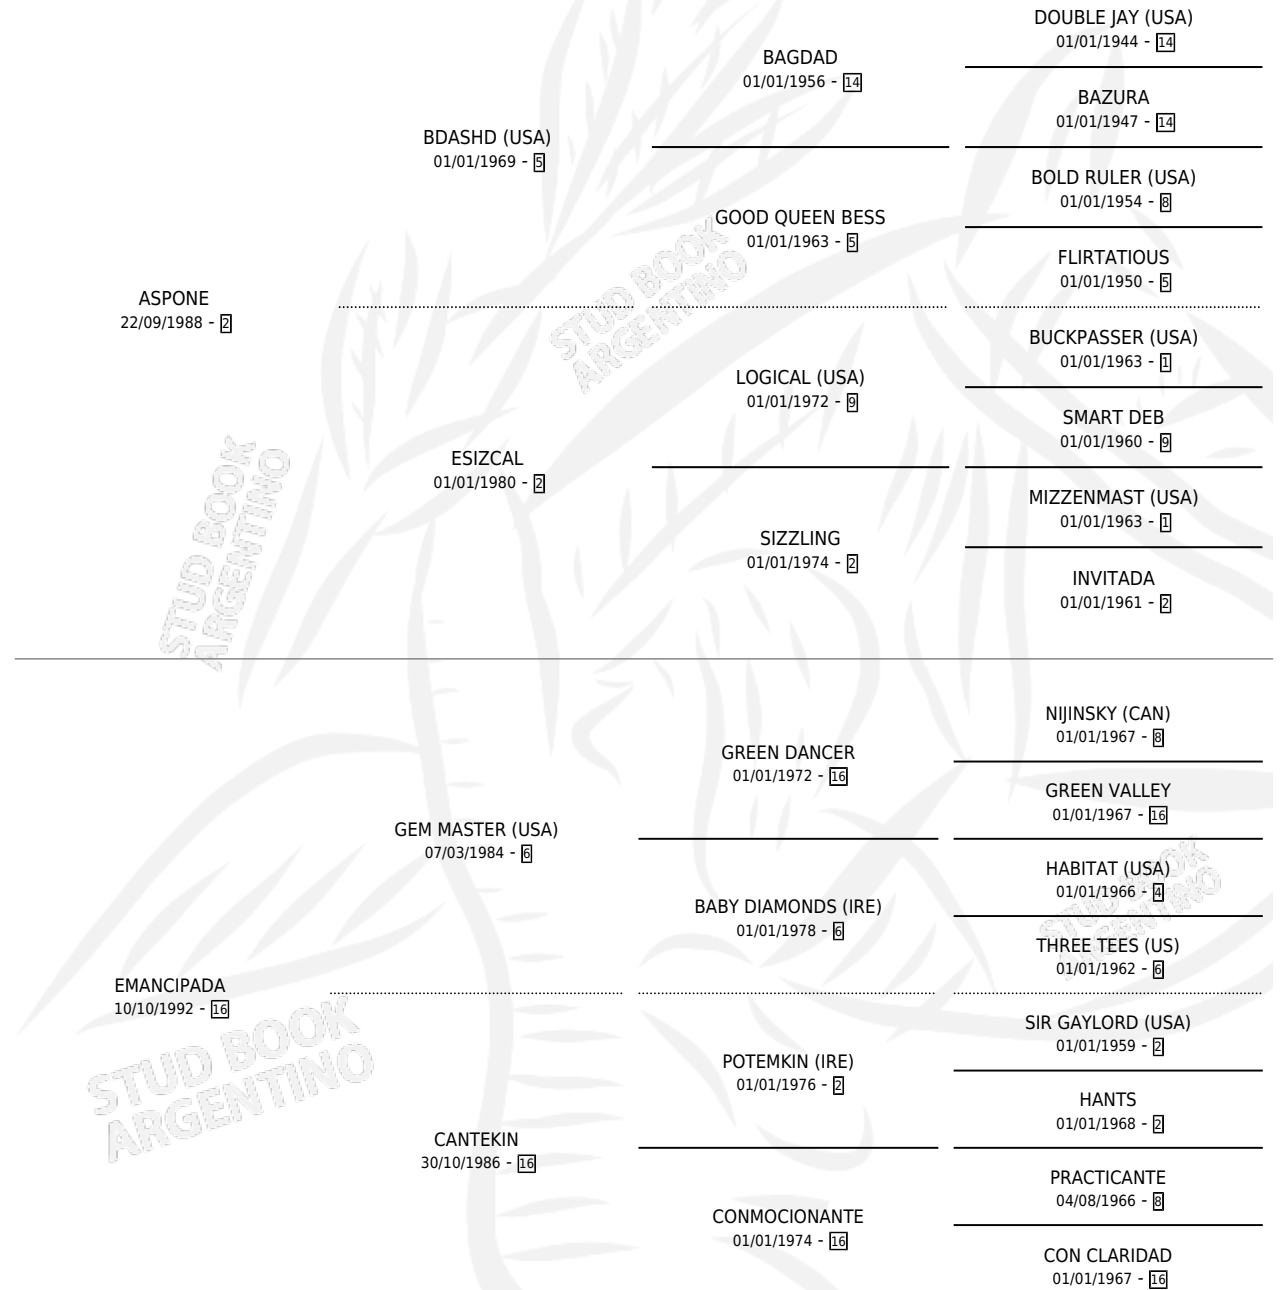 DOUBLE JAY (USA)
01/01/1944 - 14
BAGDAD
01/01/1956 - 14
BAZURA
01/01/1947 - 14
BDASHD (USA)
01/01/1969 - 5
BOLD RULER (USA)
01/01/1954 - 8
GOOD QUEEN BESS
01/01/1963 - 5
FLIRTATIOUS
01/01/1950 - 5
ASPONE
22/09/1988 - 2
BUCKPASSER (USA)
01/01/1963 - 1
LOGICAL (USA)
01/01/1972 - 9
SMART DEB
01/01/1960 - 9
ESIZCAL
01/01/1980 - 2
MIZZENMAST (USA)
01/01/1963 - 1
SIZZLING
01/01/1974 - 2
INVITADA
01/01/1961 - 2
STUD BOOK
ARGENTINO
STUD BOOK
ARGENTINO
NIJINSKY (CAN)
01/01/1967 - 8
GREEN DANCER
01/01/1972 - 16
GREEN VALLEY
01/01/1967 - 16
GEM MASTER (USA)
07/03/1984 - 6
HABITAT (USA)
01/01/1966 - 4
BABY DIAMONDS (IRE)
01/01/1978 - 6
THREE TEES (US)
01/01/1962 - 6
EMANCIPADA
10/10/1992 - 16
SIR GAYLORD (USA)
01/01/1959 - 2
POTEMKIN (IRE)
01/01/1976 - 2
HANTS
01/01/1968 - 2
CANTEKIN
30/10/1986 - 16
PRACTICANTE
04/08/1966 - 8
CONMOCIONANTE
01/01/1974 - 16
CON CLARIDAD
01/01/1967 - 16
STUD BOOK
ARGENTINO
STUD BOOK
ARGENTINO